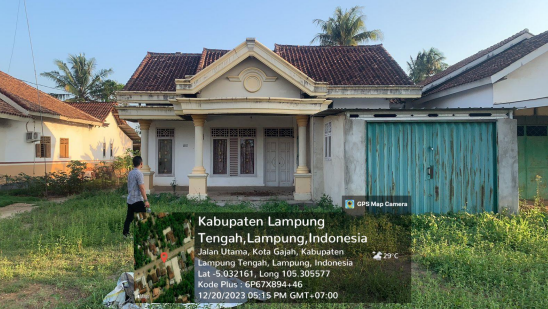 GPS Map Camera
Kabupaten Lampung
Tengah,Lampung,Indonesia
Jalan Utama, Kota Gajah, Kabupaten
Lampung Tengah, Lampung, Indonesia
Lat -5.032161, Long 105.305577
Kode Plus : 6P67X894+46
12/20/2023 05:15 PM GMT+07:00
29°C